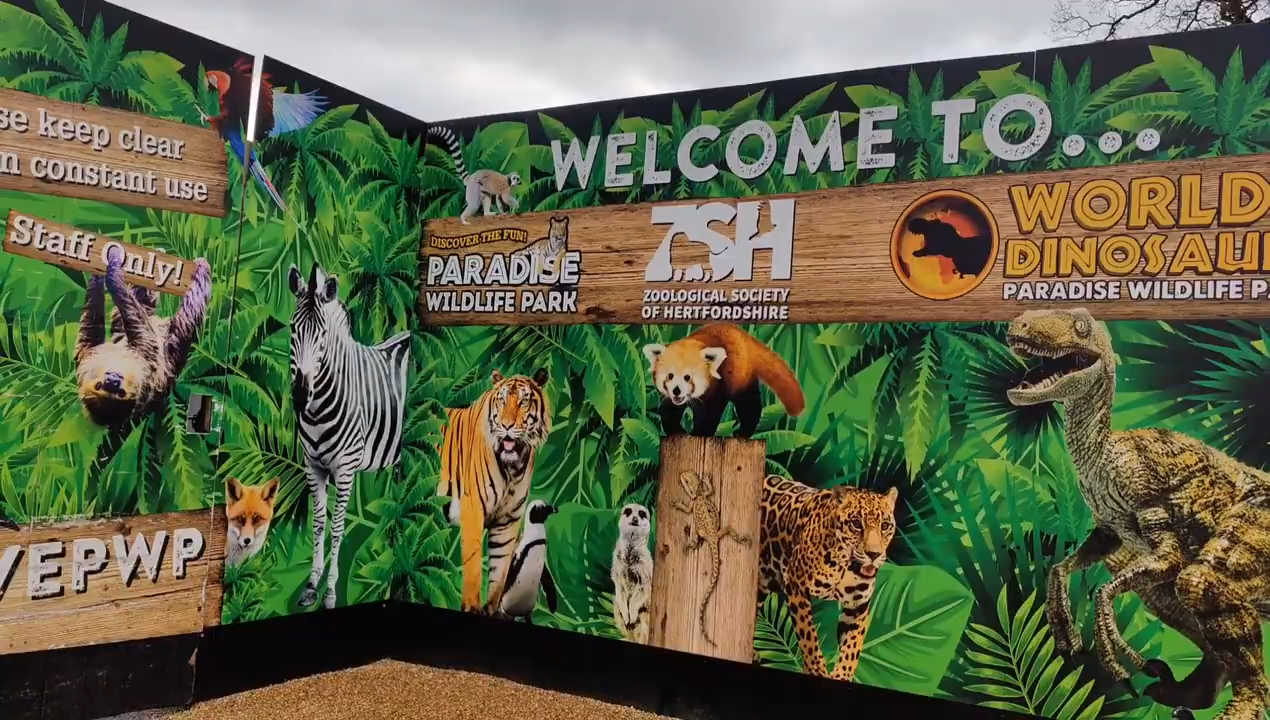 se keep clear
n constant use
Staff Only!
VEPWP
WELCOME TO...
DISCOVER THE FUN!
PARADISE
WILDLIFE PARK
ZSH
ZOOLOGICAL SOCIETY
OF HERTFORDSHIRE
WORLD
DINOSAU
PARADISE WILDLIFE P